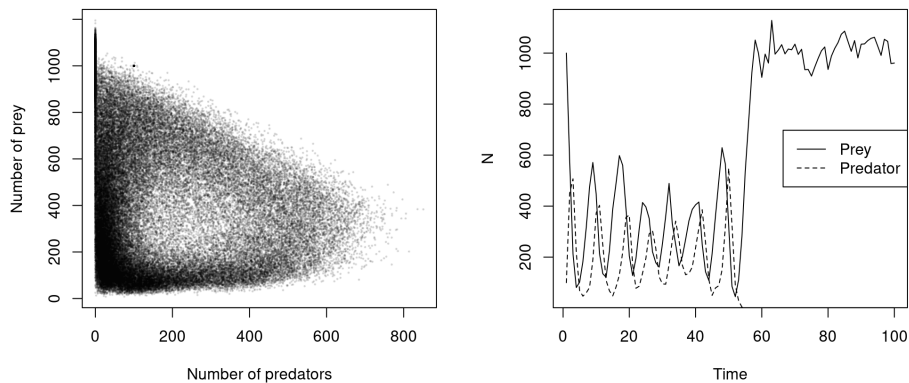 Number of prey
0 200 400 600 800 1000
0 200 400 600 800
Number of predators
N
200 400 600 800 1000
Prey
Predator
0 20 40 60 80 100
Time